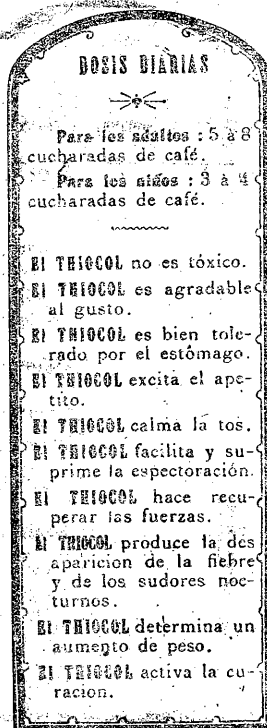 DOSIS DIARIAS
Para los adultos : 5 à 8
cucharadas de café.
Para los niños : 3 à 4
cucharadas de café.
El THIOCOL no es tóxico.
El THIOCOL es agradable
al gusto.
El THIOCOL es bien tole-
rado por el estómago.
El THIOCOL excita el ape-
tito.
El THIOCOL calma la tos.
El THIOCOL facilita y su-
prime la espectoración.
El THIOCOL hace recu-
perar las fuerzas.
El THIOCOL produce la des
aparicion de la fiebre
y de los sudores noc-
turnos.
El THIOCOL determina un
aumento de peso.
El THIOCOL activa la cu-
racion.